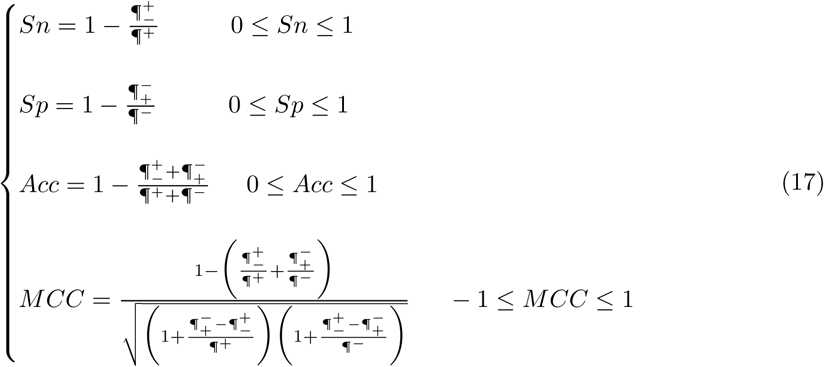 Sn = 1 − ¶⁺₋ / ¶⁺    0 ≤ Sn ≤ 1
Sp = 1 − ¶⁻₊ / ¶⁻    0 ≤ Sp ≤ 1
Acc = 1 − (¶⁺₋ + ¶⁻₊) / (¶⁺ + ¶⁻)    0 ≤ Acc ≤ 1    (17)
MCC = (1 − (¶⁺₋ / ¶⁺ + ¶⁻₊ / ¶⁻)) / √((1 + (¶⁻₊ − ¶⁺₋) / ¶⁺)(1 + (¶⁺₋ − ¶⁻₊) / ¶⁻))    − 1 ≤ MCC ≤ 1